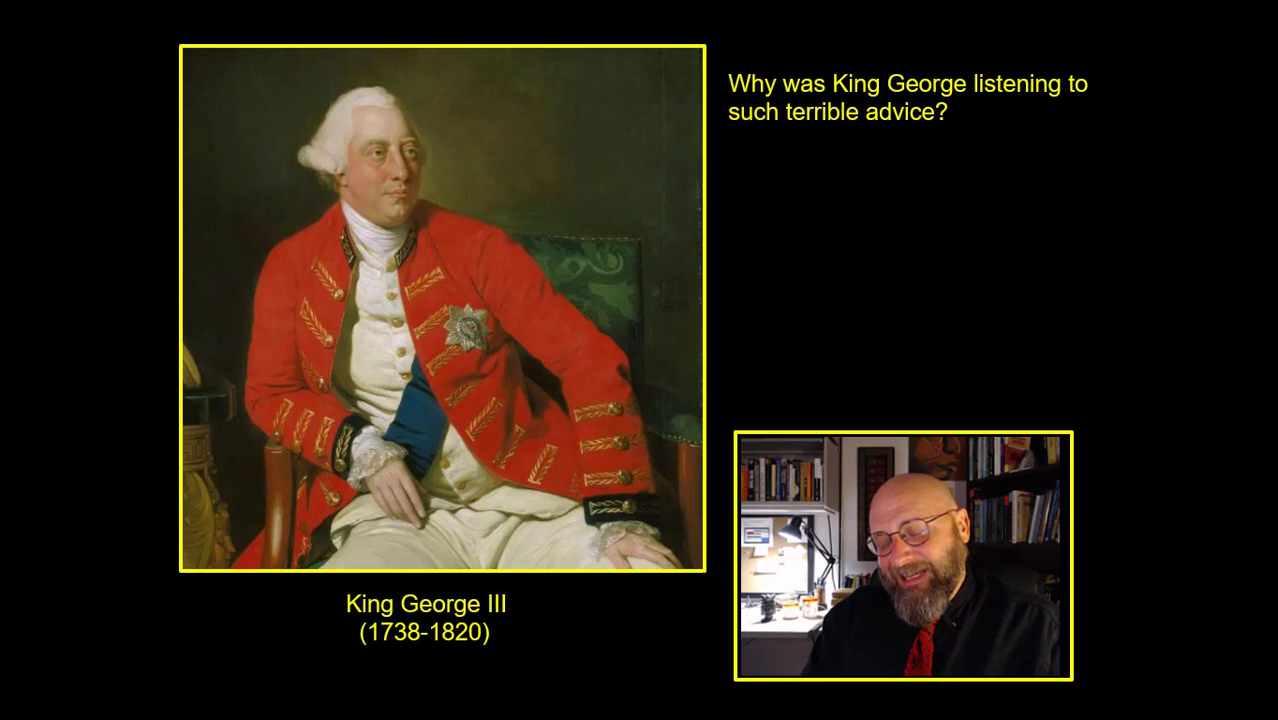 Why was King George listening to
such terrible advice?
King George III
(1738-1820)